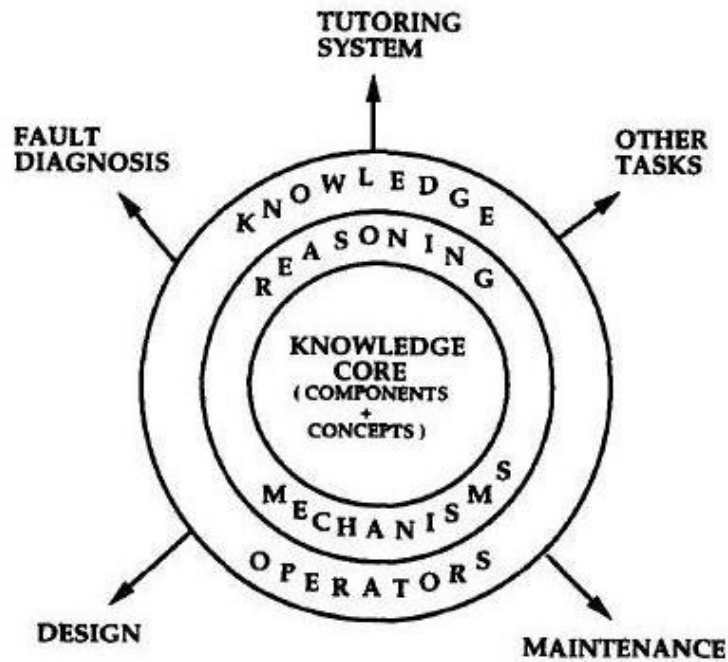 TUTORING
SYSTEM
FAULT
DIAGNOSIS
OTHER
TASKS
KNOWLEDGE
REASONING
KNOWLEDGE
CORE
( COMPONENTS
+
CONCEPTS )
MECHANISMS
OPERATORS
DESIGN
MAINTENANCE